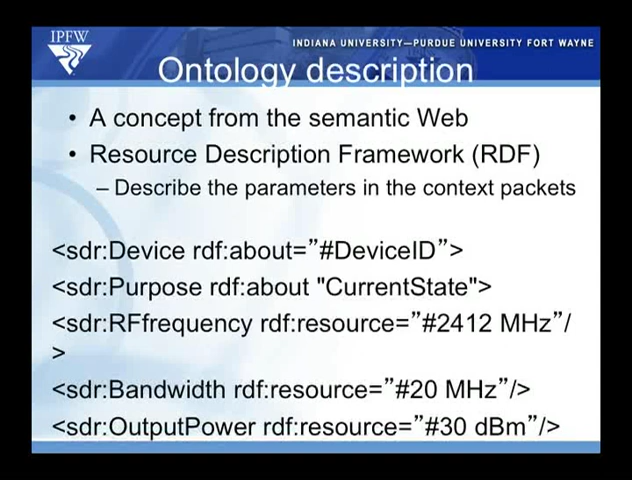 IPFW
INDIANA UNIVERSITY—PURDUE UNIVERSITY FORT WAYNE
Ontology description
• A concept from the semantic Web
• Resource Description Framework (RDF)
– Describe the parameters in the context packets
<sdr:Device rdf:about=”#DeviceID”>
<sdr:Purpose rdf:about "CurrentState">
<sdr:RFfrequency rdf:resource=”#2412 MHz”/
>
<sdr:Bandwidth rdf:resource=”#20 MHz”/>
<sdr:OutputPower rdf:resource=”#30 dBm”/>